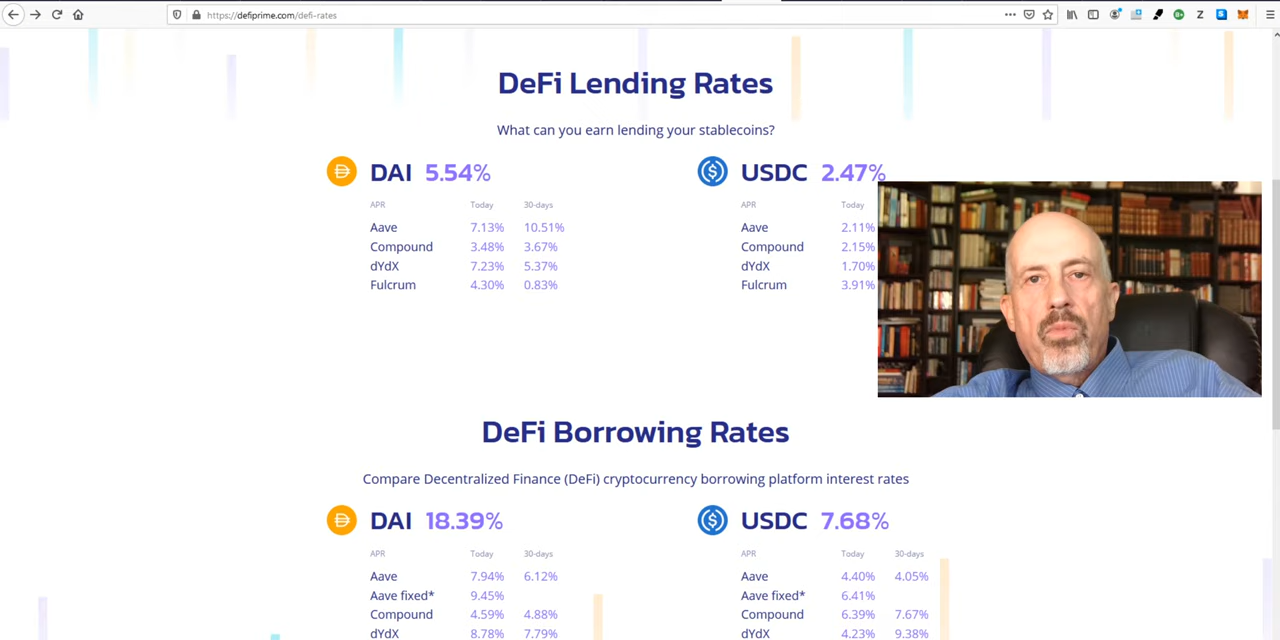 https://defiprime.com/defi-rates
DeFi Lending Rates
What can you earn lending your stablecoins?
DAI 5.54%
APR Today 30-days
Aave 7.13% 10.51%
Compound 3.48% 3.67%
dYdX 7.23% 5.37%
Fulcrum 4.30% 0.83%
USDC 2.47%
APR Today
Aave 2.11%
Compound 2.15%
dYdX 1.70%
Fulcrum 3.91%
DeFi Borrowing Rates
Compare Decentralized Finance (DeFi) cryptocurrency borrowing platform interest rates
DAI 18.39%
APR Today 30-days
Aave 7.94% 6.12%
Aave fixed* 9.45%
Compound 4.59% 4.88%
dYdX 8.78% 7.79%
USDC 7.68%
APR Today 30-days
Aave 4.40% 4.05%
Aave fixed* 6.41%
Compound 6.39% 7.67%
dYdX 4.23% 9.38%